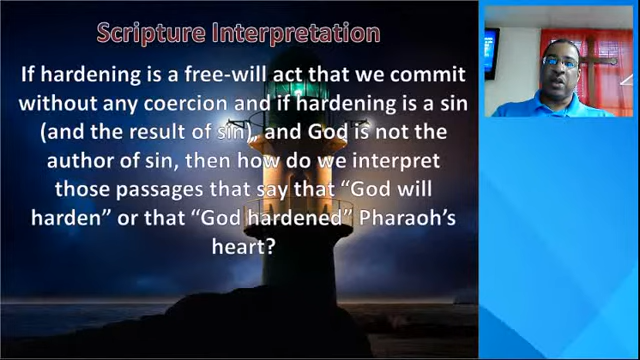 Scripture Interpretation
If hardening is a free-will act that we commit
without any coercion and if hardening is a sin
(and the result of sin), and God is not the
author of sin, then how do we interpret
those passages that say that “God will
harden” or that “God hardened” Pharaoh’s
heart?